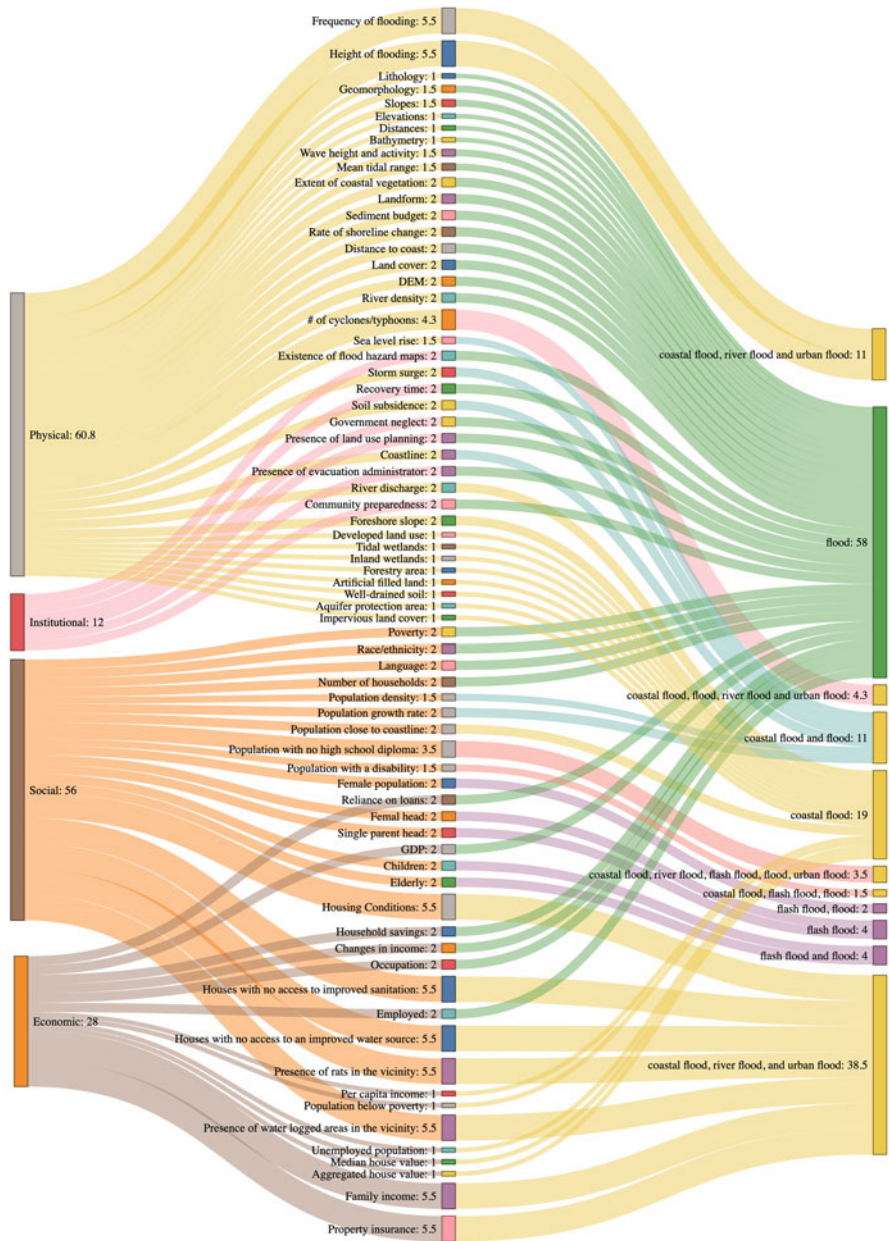 Physical: 60.8
Institutional: 12
Social: 56
Economic: 28
Frequency of flooding: 5.5
Height of flooding: 5.5
Lithology: 1
Geomorphology: 1.5
Slopes: 1.5
Elevations: 1
Distances: 1
Bathymetry: 1
Wave height and activity: 1.5
Mean tidal range: 1.5
Extent of coastal vegetation: 2
Landform: 2
Sediment budget: 2
Rate of shoreline change: 2
Distance to coast: 2
Land cover: 2
DEM: 2
River density: 2
# of cyclones/typhoons: 4.3
Sea level rise: 1.5
Existence of flood hazard maps: 2
Storm surge: 2
Recovery time: 2
Soil subsidence: 2
Government neglect: 2
Presence of land use planning: 2
Coastline: 2
Presence of evacuation administrator: 2
River discharge: 2
Community preparedness: 2
Foreshore slope: 2
Developed land use: 1
Tidal wetlands: 1
Inland wetlands: 1
Forestry area: 1
Artificial filled land: 1
Well-drained soil: 1
Aquifer protection area: 1
Impervious land cover: 1
Poverty: 2
Race/ethnicity: 2
Language: 2
Number of households: 2
Population density: 1.5
Population growth rate: 2
Population close to coastline: 2
Population with no high school diploma: 3.5
Population with a disability: 1.5
Female population: 2
Reliance on loans: 2
Femal head: 2
Single parent head: 2
GDP: 2
Children: 2
Elderly: 2
Housing Conditions: 5.5
Household savings: 2
Changes in income: 2
Occupation: 2
Houses with no access to improved sanitation: 5.5
Employed: 2
Houses with no access to an improved water source: 5.5
Presence of rats in the vicinity: 5.5
Per capita income: 1
Population below poverty: 1
Presence of water logged areas in the vicinity: 5.5
Unemployed population: 1
Median house value: 1
Aggregated house value: 1
Family income: 5.5
Property insurance: 5.5
coastal flood, river flood and urban flood: 11
flood: 58
coastal flood, flood, river flood and urban flood: 4.3
coastal flood and flood: 11
coastal flood: 19
coastal flood, river flood, flash flood, flood, urban flood: 3.5
coastal flood, flash flood, flood: 1.5
flash flood, flood: 2
flash flood: 4
flash flood and flood: 4
coastal flood, river flood, and urban flood: 38.5